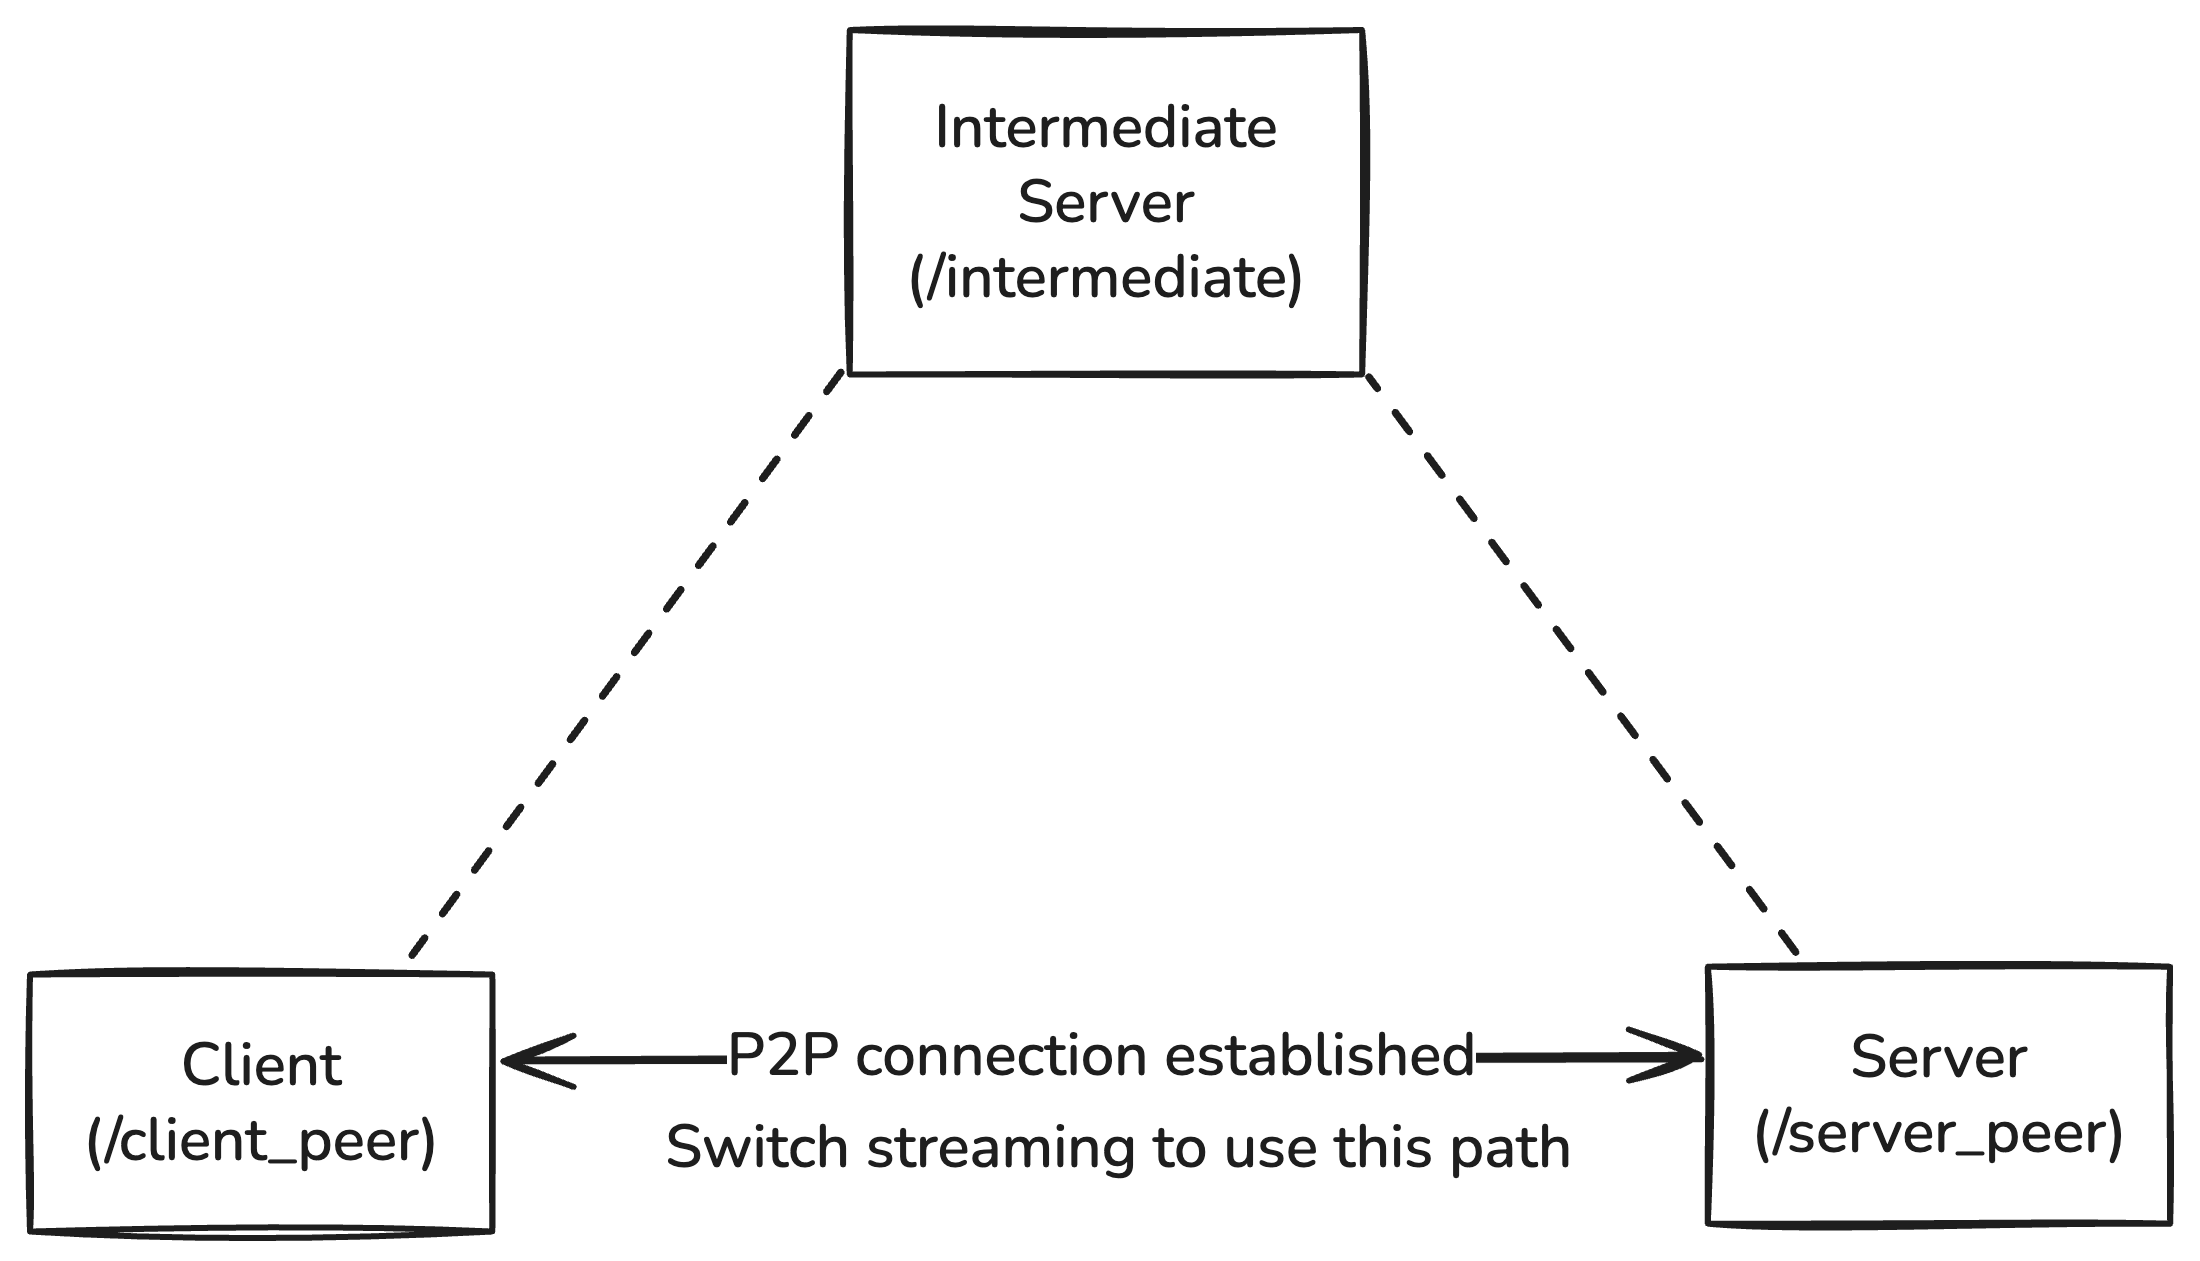 Intermediate
Server
(/intermediate)
Client
(/client_peer)
P2P connection established
Switch streaming to use this path
Server
(/server_peer)